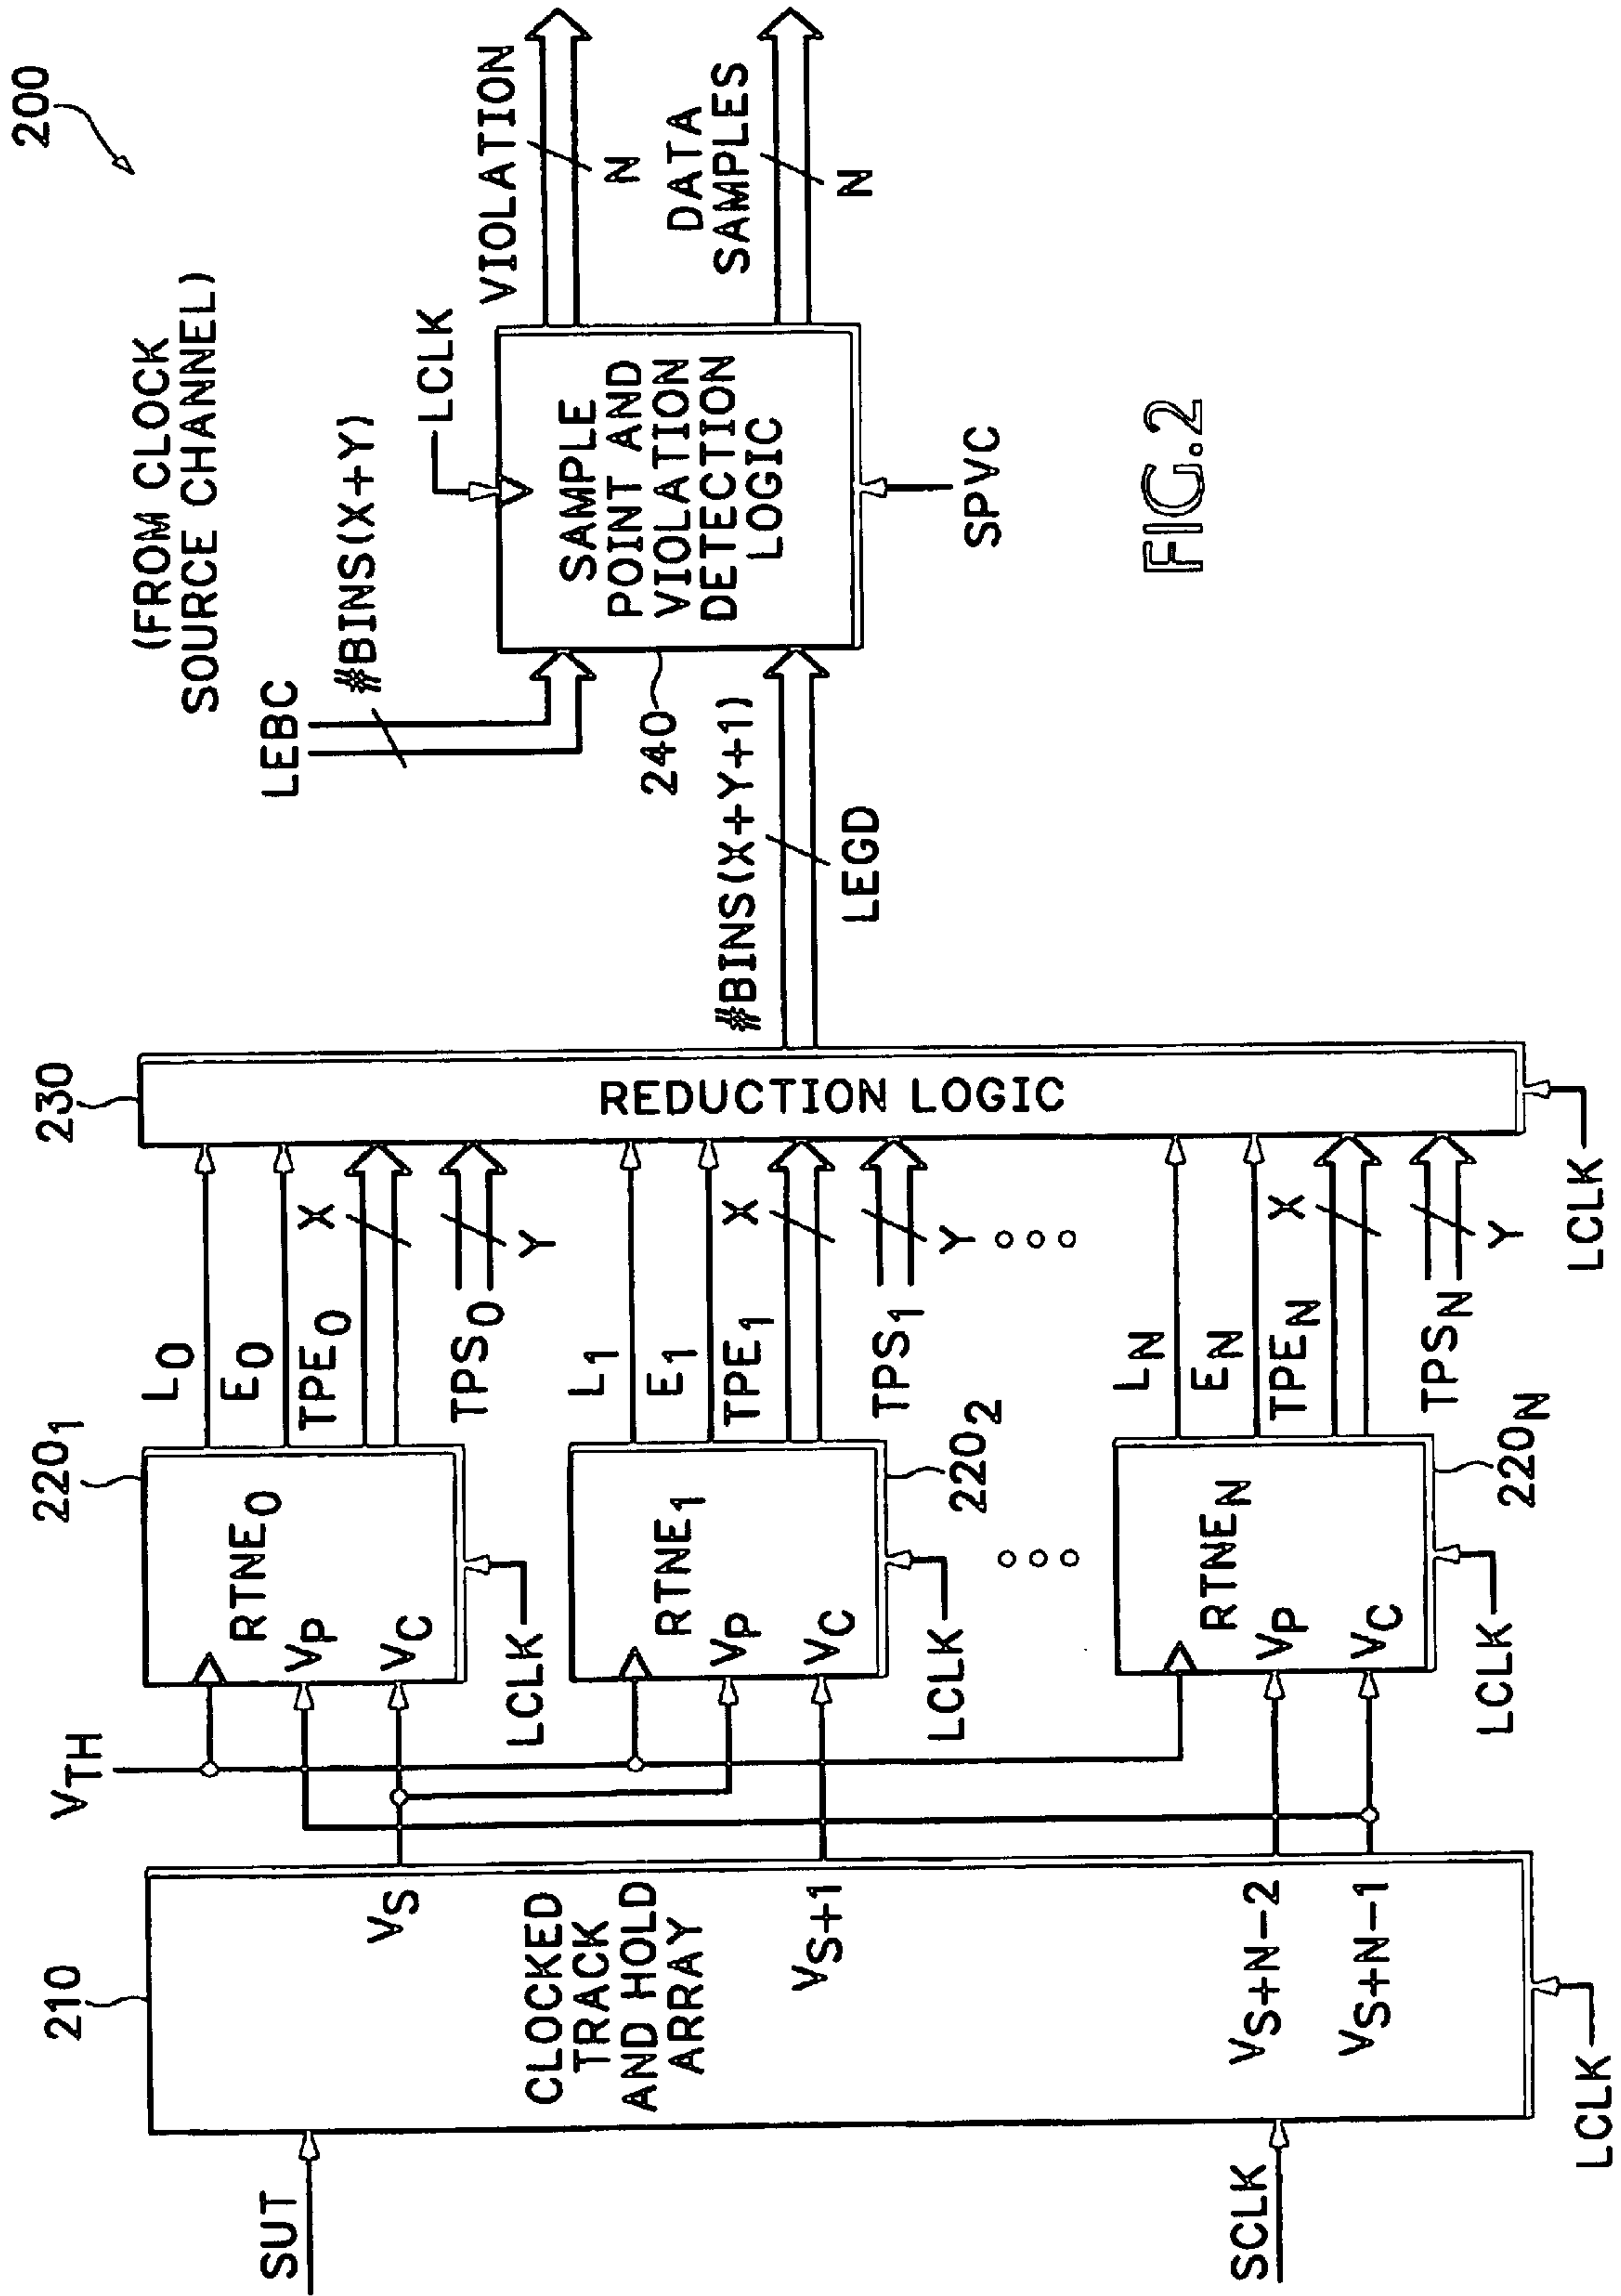 200
(FROM CLOCK
SOURCE CHANNEL)
LEBC
#BINS(X+Y)
LCLK
VIOLATION
N
DATA
SAMPLES
N
SAMPLE
POINT AND
VIOLATION
DETECTION
LOGIC
240
SPVC
#BINS(X+Y+1)
LEGD
230
REDUCTION LOGIC
LCLK
L0
E0
TPE0
X
TPS0
Y
L1
E1
TPE1
X
TPS1
Y
LN
EN
TPEN
X
TPSN
Y
2201
RTNE0
VP
VC
LCLK
2202
RTNE1
VP
VC
LCLK
220N
RTNEN
VP
VC
LCLK
VTH
210
CLOCKED
TRACK
AND HOLD
ARRAY
VS
VS+1
VS+N-2
VS+N-1
SUT
SCLK
LCLK
FIG.2